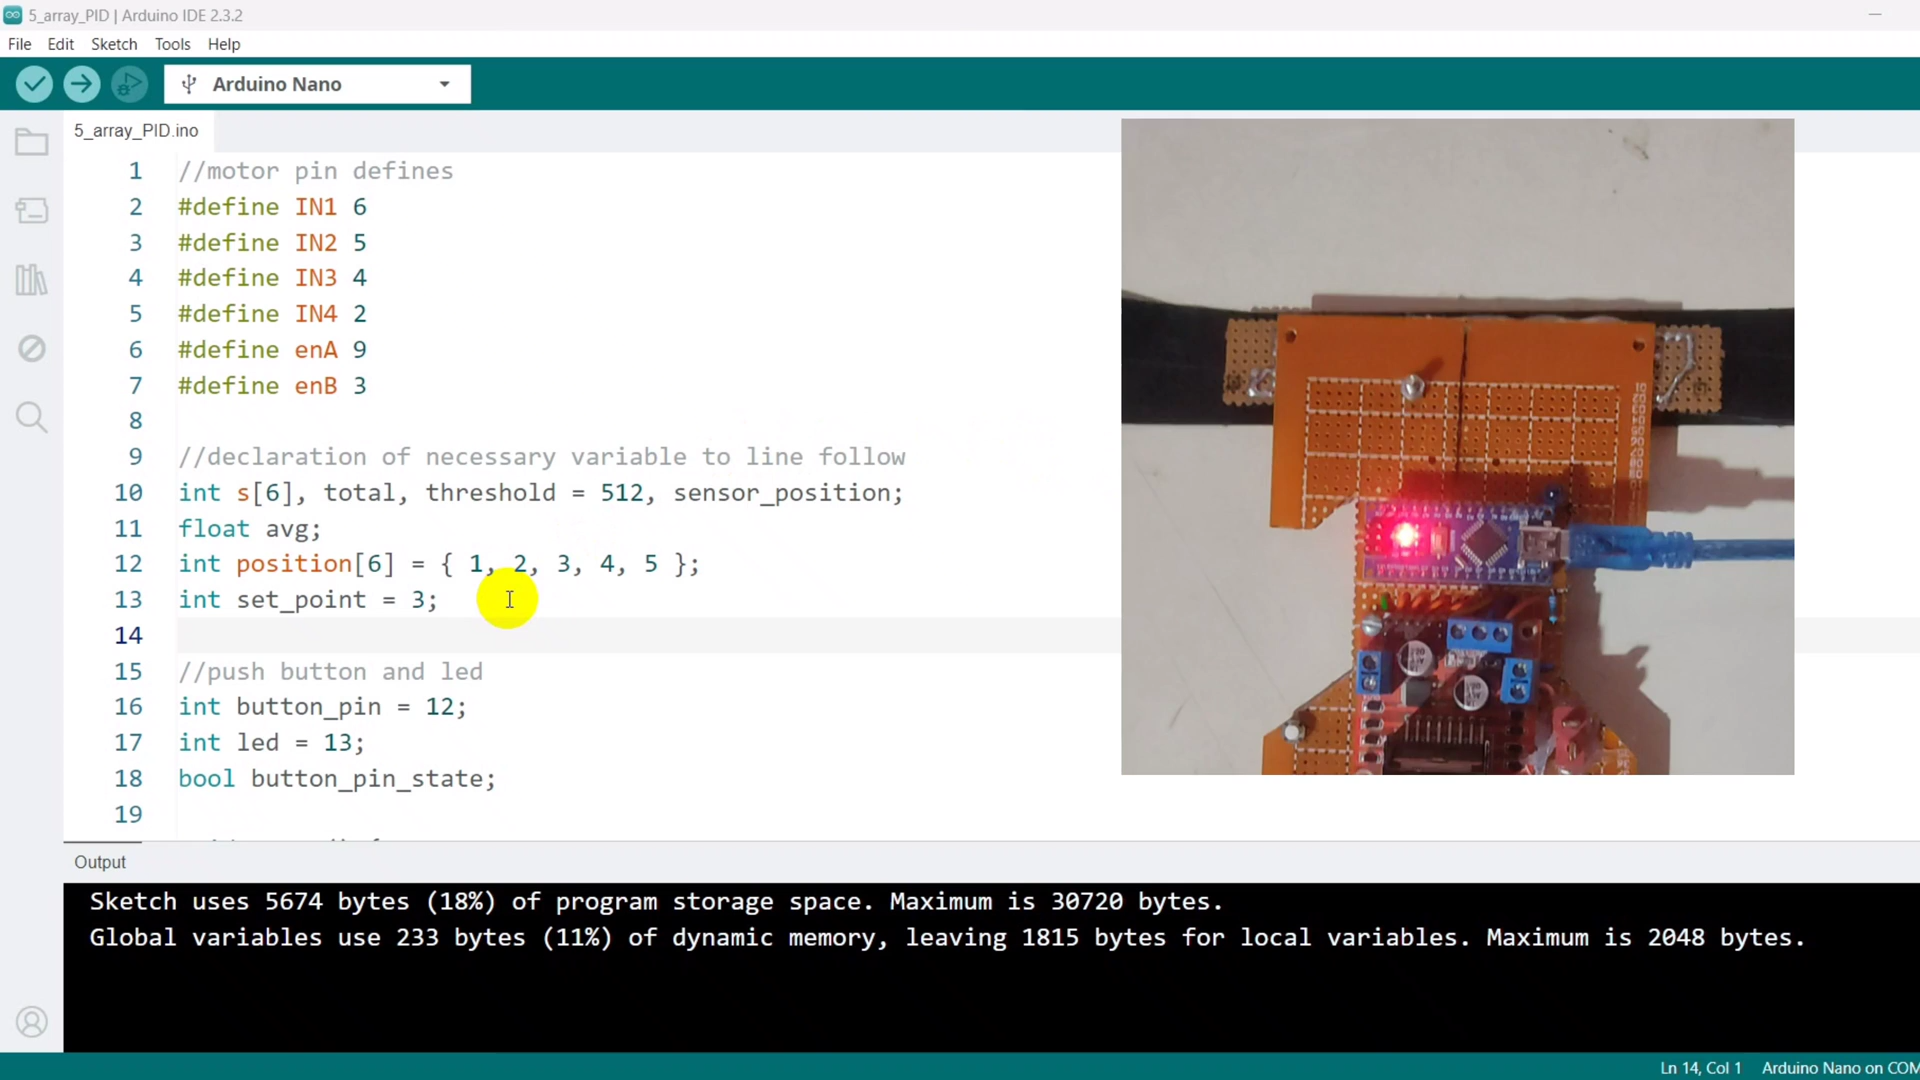 5_array_PID | Arduino IDE 2.3.2
File Edit Sketch Tools Help
Arduino Nano
5_array_PID.ino
1 //motor pin defines
2 #define IN1 6
3 #define IN2 5
4 #define IN3 4
5 #define IN4 2
6 #define enA 9
7 #define enB 3
8
9 //declaration of necessary variable to line follow
10 int s[6], total, threshold = 512, sensor_position;
11 float avg;
12 int position[6] = { 1, 2, 3, 4, 5 };
13 int set_point = 3;
14
15 //push button and led
16 int button_pin = 12;
17 int led = 13;
18 bool button_pin_state;
19
Output
Sketch uses 5674 bytes (18%) of program storage space. Maximum is 30720 bytes.
Global variables use 233 bytes (11%) of dynamic memory, leaving 1815 bytes for local variables. Maximum is 2048 bytes.
Ln 14, Col 1 Arduino Nano on COM